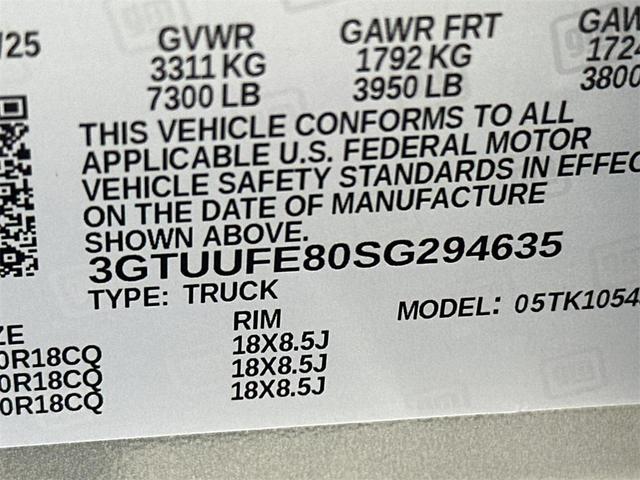 /25 GVWR GAWR FRT GAW
3311 KG 1792 KG 172
7300 LB 3950 LB 3800
THIS VEHICLE CONFORMS TO ALL
APPLICABLE U.S. FEDERAL MOTOR
VEHICLE SAFETY STANDARDS IN EFFEC
ON THE DATE OF MANUFACTURE
SHOWN ABOVE.
3GTUUFE80SG294635
TYPE: TRUCK
MODEL: 05TK1054
ZE RIM
0R18CQ 18X8.5J
0R18CQ 18X8.5J
0R18CQ 18X8.5J